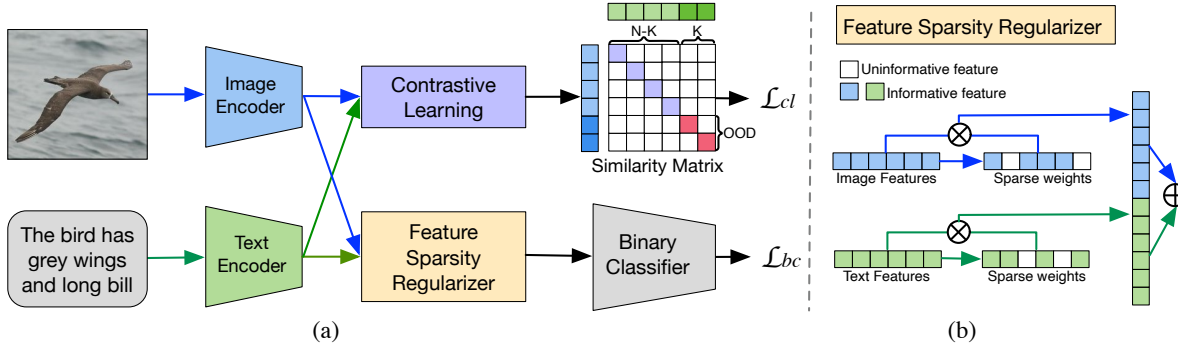 N-K
K
Image
Encoder
Contrastive
Learning
ℒcl
OOD
Similarity Matrix
The bird has
grey wings
and long bill
Text
Encoder
Feature
Sparsity
Regularizer
Binary
Classifier
ℒbc
(a)
Feature Sparsity Regularizer
Uninformative feature
Informative feature
Image Features
Sparse weights
Text Features
Sparse weights
(b)